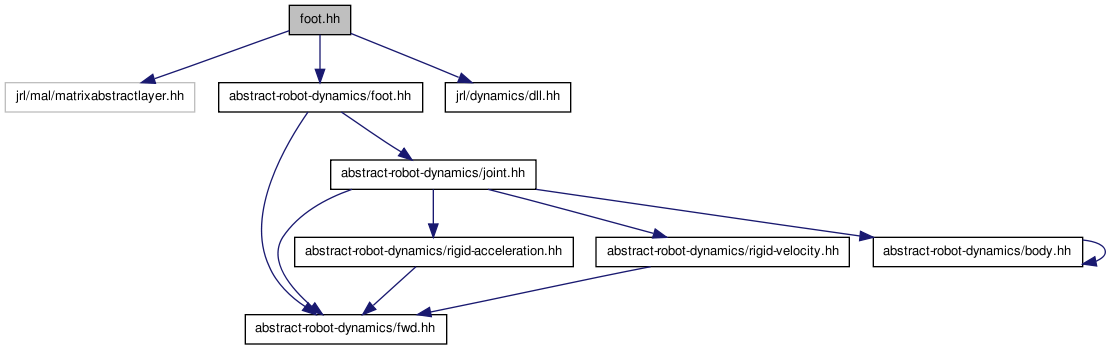 foot.hh
jrl/mal/matrixabstractlayer.hh
abstract-robot-dynamics/foot.hh
jrl/dynamics/dll.hh
abstract-robot-dynamics/joint.hh
abstract-robot-dynamics/rigid-acceleration.hh
abstract-robot-dynamics/rigid-velocity.hh
abstract-robot-dynamics/body.hh
abstract-robot-dynamics/fwd.hh